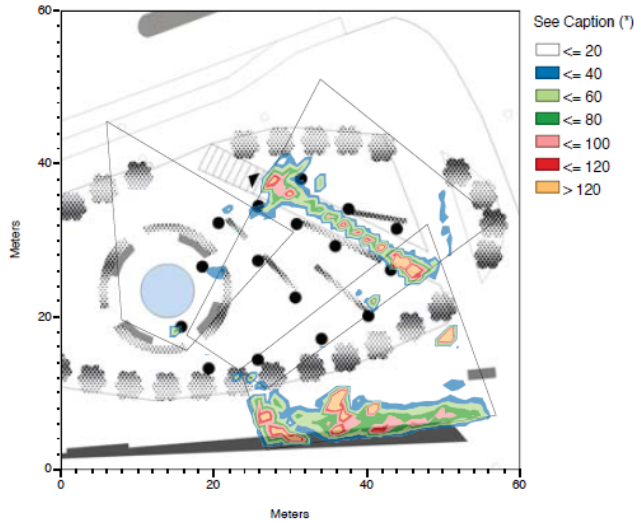 60
See Caption (*)
<= 20
<= 40
<= 60
<= 80
<= 100
<= 120
> 120
40
Meters
20
0
0 20 40 60
Meters